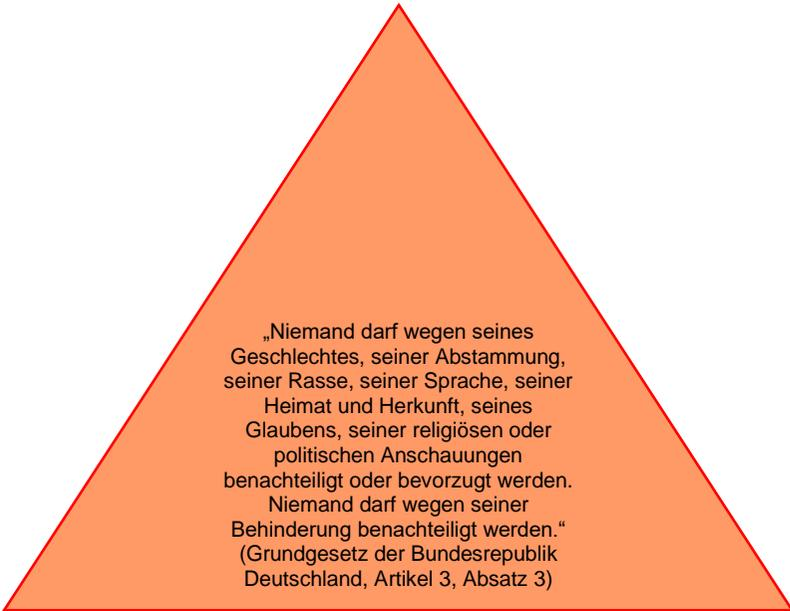 „Niemand darf wegen seines
Geschlechtes, seiner Abstammung,
seiner Rasse, seiner Sprache, seiner
Heimat und Herkunft, seines
Glaubens, seiner religiösen oder
politischen Anschauungen
benachteiligt oder bevorzugt werden.
Niemand darf wegen seiner
Behinderung benachteiligt werden.“
(Grundgesetz der Bundesrepublik
Deutschland, Artikel 3, Absatz 3)